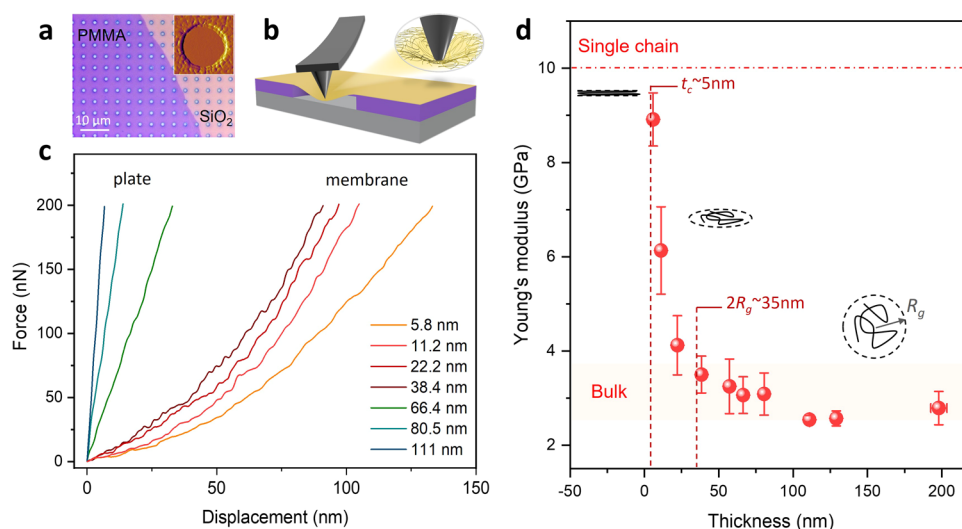 a
PMMA
SiO2
10 μm
b
c
plate
membrane
200
150
100
50
0
Force (nN)
5.8 nm
11.2 nm
22.2 nm
38.4 nm
66.4 nm
80.5 nm
111 nm
0
50
100
150
Displacement (nm)
d
Single chain
tc~5nm
10
8
6
4
2
Young's modulus (GPa)
2Rg~35nm
Rg
Bulk
-50
0
50
100
150
200
Thickness (nm)